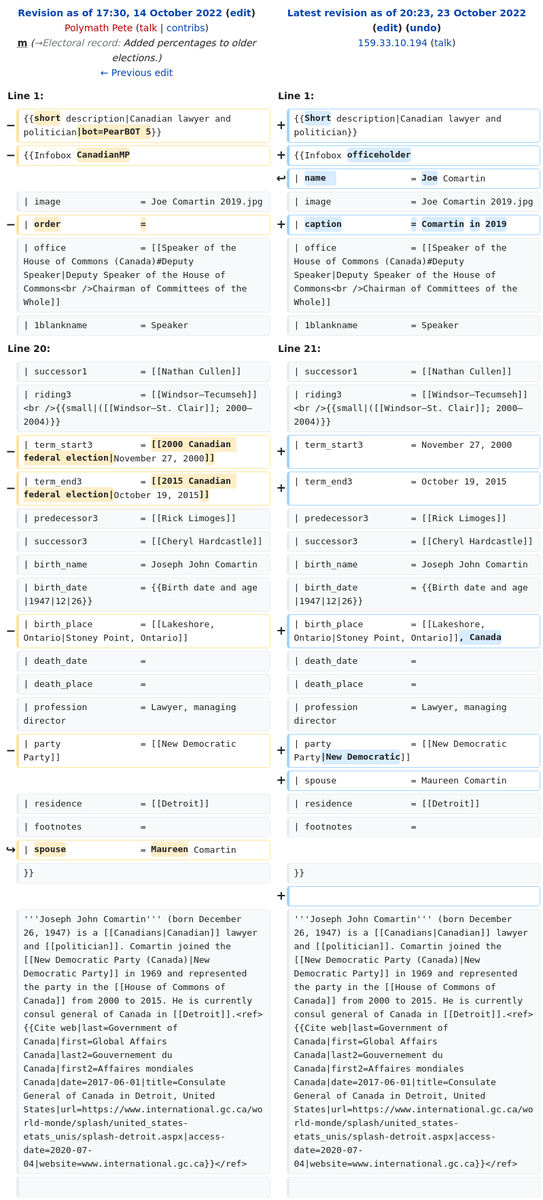 Revision as of 17:30, 14 October 2022 (edit)
Polymath Pete (talk | contribs)
m (→Electoral record: Added percentages to older
elections.)
← Previous edit
Latest revision as of 20:23, 23 October 2022
(edit) (undo)
159.33.10.194 (talk)
Line 1:
Line 1:
− {{short description|Canadian lawyer and
politician|bot=PearBOT 5}}
+ {{Short description|Canadian lawyer and
politician}}
− {{Infobox CanadianMP
+ {{Infobox officeholder
↩ | name = Joe Comartin
| image = Joe Comartin 2019.jpg
| image = Joe Comartin 2019.jpg
− | order =
+ | caption = Comartin in 2019
| office = [[Speaker of the
House of Commons (Canada)#Deputy
Speaker|Deputy Speaker of the House of
Commons<br />Chairman of Committees of the
Whole]]
| office = [[Speaker of the
House of Commons (Canada)#Deputy
Speaker|Deputy Speaker of the House of
Commons<br />Chairman of Committees of the
Whole]]
| 1blankname = Speaker
| 1blankname = Speaker
Line 20:
Line 21:
| successor1 = [[Nathan Cullen]]
| successor1 = [[Nathan Cullen]]
| riding3 = [[Windsor—Tecumseh]]
<br />{{small|([[Windsor—St. Clair]]; 2000–
2004)}}
| riding3 = [[Windsor—Tecumseh]]
<br />{{small|([[Windsor—St. Clair]]; 2000–
2004)}}
− | term_start3 = [[2000 Canadian
federal election|November 27, 2000]]
+ | term_start3 = November 27, 2000
− | term_end3 = [[2015 Canadian
federal election|October 19, 2015]]
+ | term_end3 = October 19, 2015
| predecessor3 = [[Rick Limoges]]
| predecessor3 = [[Rick Limoges]]
| successor3 = [[Cheryl Hardcastle]]
| successor3 = [[Cheryl Hardcastle]]
| birth_name = Joseph John Comartin
| birth_name = Joseph John Comartin
| birth_date = {{Birth date and age
|1947|12|26}}
| birth_date = {{Birth date and age
|1947|12|26}}
− | birth_place = [[Lakeshore,
Ontario|Stoney Point, Ontario]]
+ | birth_place = [[Lakeshore,
Ontario|Stoney Point, Ontario]], Canada
| death_date =
| death_date =
| death_place =
| death_place =
| profession = Lawyer, managing
director
| profession = Lawyer, managing
director
− | party = [[New Democratic
Party]]
+ | party = [[New Democratic
Party|New Democratic]]
+ | spouse = Maureen Comartin
| residence = [[Detroit]]
| residence = [[Detroit]]
| footnotes =
| footnotes =
↪ | spouse = Maureen Comartin
}}
}}
+
'''Joseph John Comartin''' (born December
26, 1947) is a [[Canadians|Canadian]] lawyer
and [[politician]]. Comartin joined the
[[New Democratic Party (Canada)|New
Democratic Party]] in 1969 and represented
the party in the [[House of Commons of
Canada]] from 2000 to 2015. He is currently
consul general of Canada in [[Detroit]].<ref>
{{Cite web|last=Government of
Canada|first=Global Affairs
Canada|last2=Gouvernement du
Canada|first2=Affaires mondiales
Canada|date=2017-06-01|title=Consulate
General of Canada in Detroit, United
States|url=https://www.international.gc.ca/wo
rld-monde/splash/united_states-
etats_unis/splash-detroit.aspx|access-
date=2020-07-
04|website=www.international.gc.ca}}</ref>
'''Joseph John Comartin''' (born December
26, 1947) is a [[Canadians|Canadian]] lawyer
and [[politician]]. Comartin joined the
[[New Democratic Party (Canada)|New
Democratic Party]] in 1969 and represented
the party in the [[House of Commons of
Canada]] from 2000 to 2015. He is currently
consul general of Canada in [[Detroit]].<ref>
{{Cite web|last=Government of
Canada|first=Global Affairs
Canada|last2=Gouvernement du
Canada|first2=Affaires mondiales
Canada|date=2017-06-01|title=Consulate
General of Canada in Detroit, United
States|url=https://www.international.gc.ca/wo
rld-monde/splash/united_states-
etats_unis/splash-detroit.aspx|access-
date=2020-07-
04|website=www.international.gc.ca}}</ref>